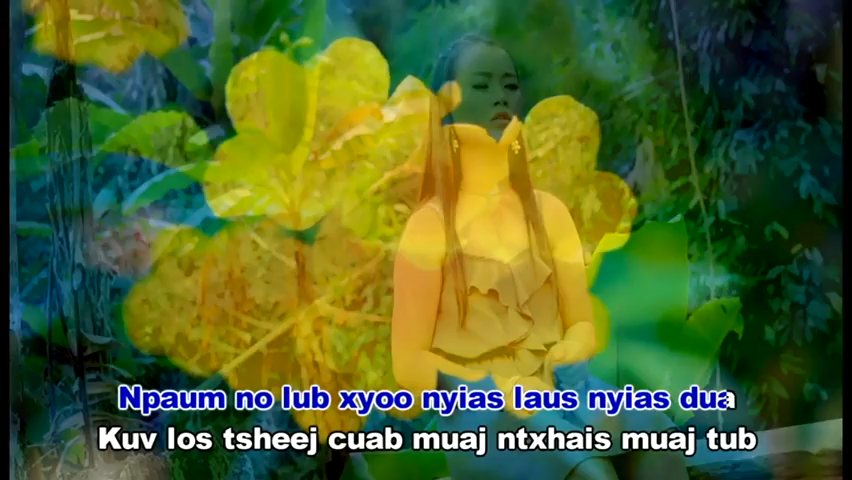 Npaum no lub xyoo nyias laus nyias dua
Kuv los tsheej cuab muaj ntxhais muaj tub